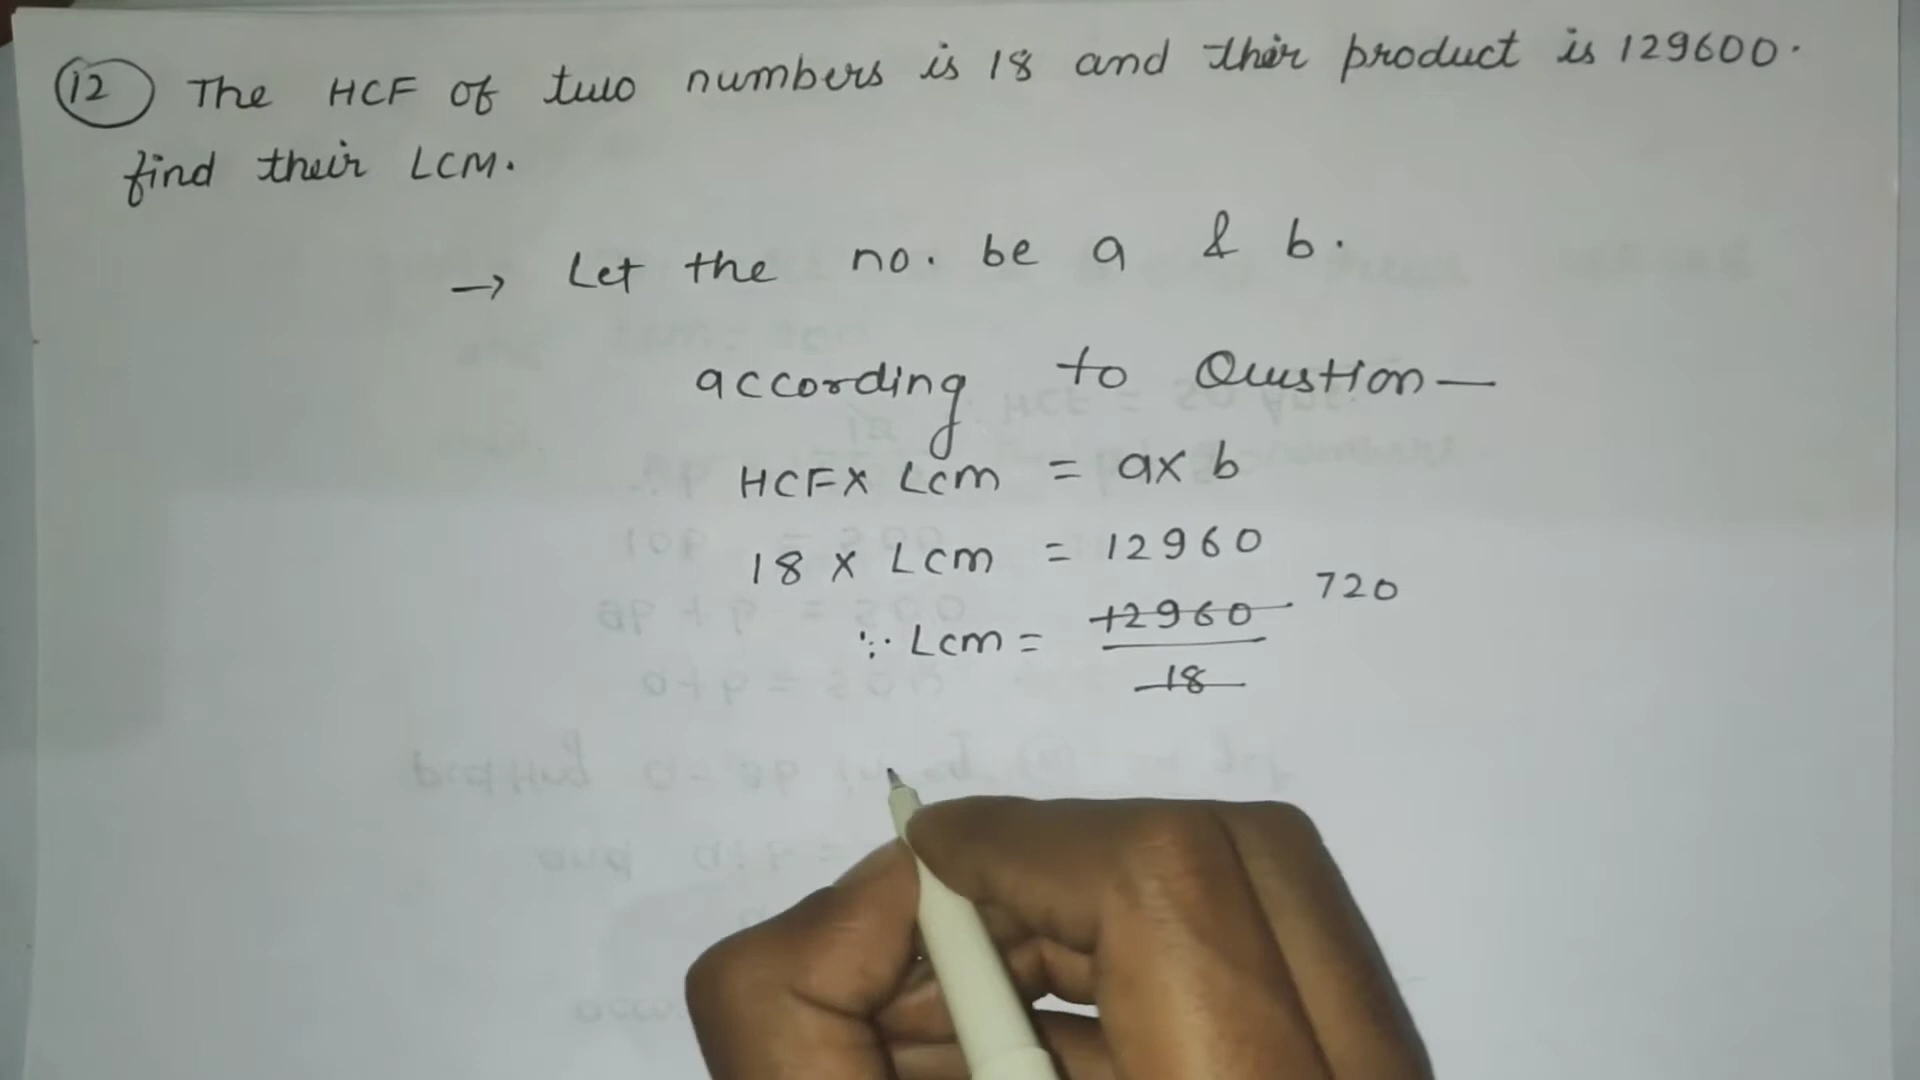 12 The HCF of two numbers is 18 and their product is 129600.
find their LCM.
→ Let the no. be a & b.
according to Question —
HCF x Lcm = a x b
18 x Lcm = 12960
∵ Lcm = 12960 / 18 720